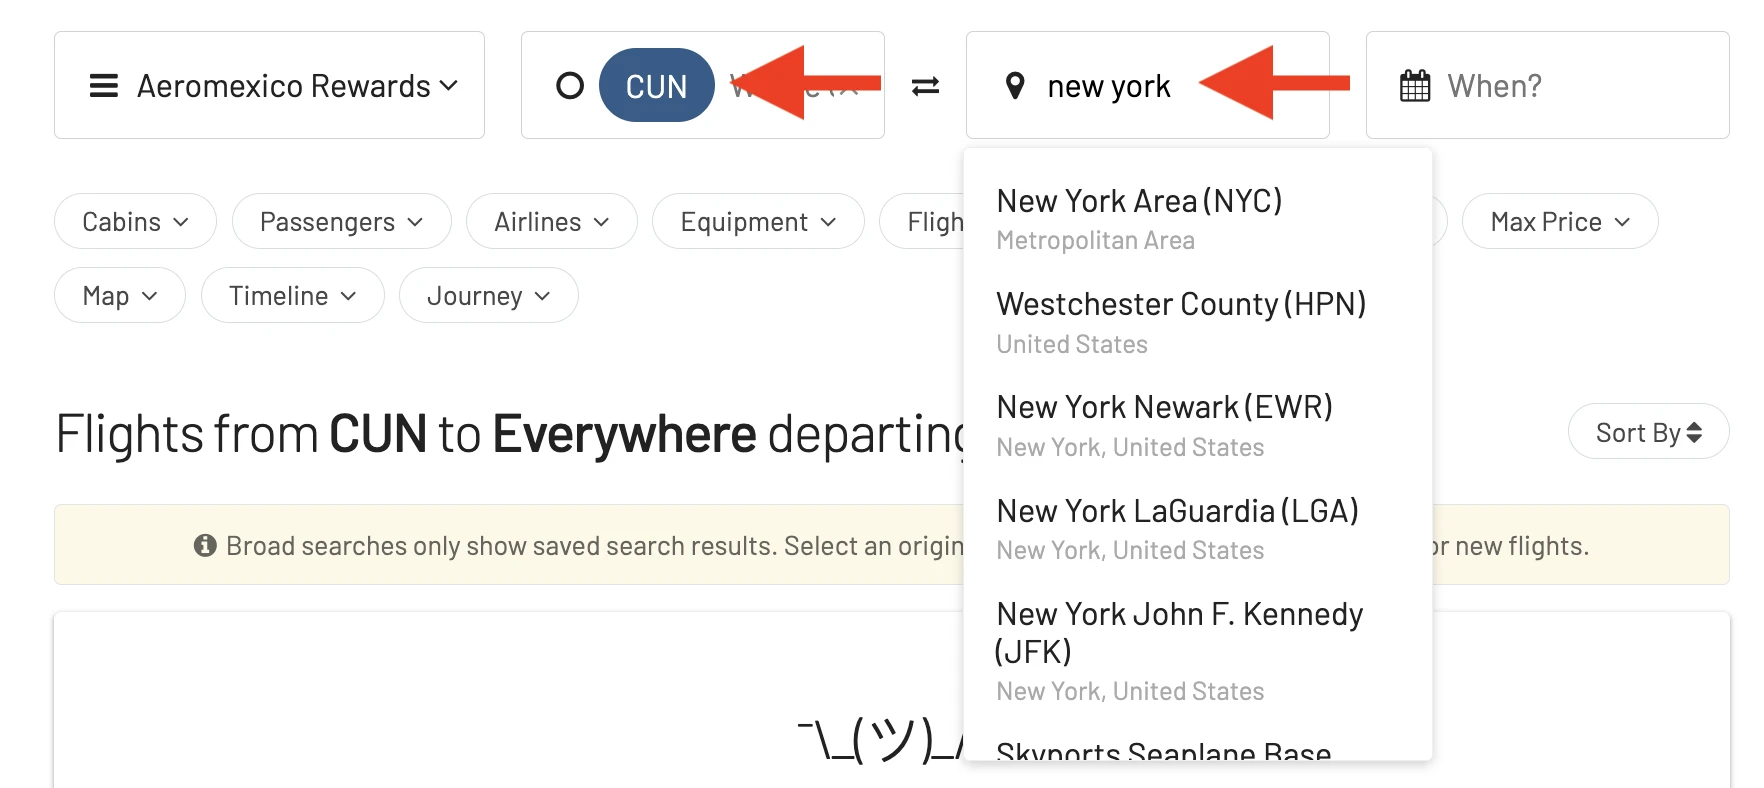 Aeromexico Rewards
CUN
new york
When?
Cabins
Passengers
Airlines
Equipment
Fligh
Max Price
Map
Timeline
Journey
New York Area (NYC)
Metropolitan Area
Westchester County (HPN)
United States
New York Newark (EWR)
New York, United States
New York LaGuardia (LGA)
New York, United States
New York John F. Kennedy
(JFK)
New York, United States
Skyports Seaplane Base
Flights from CUN to Everywhere departing
Sort By
Broad searches only show saved search results. Select an origin
or new flights.
¯\_(ツ)_/